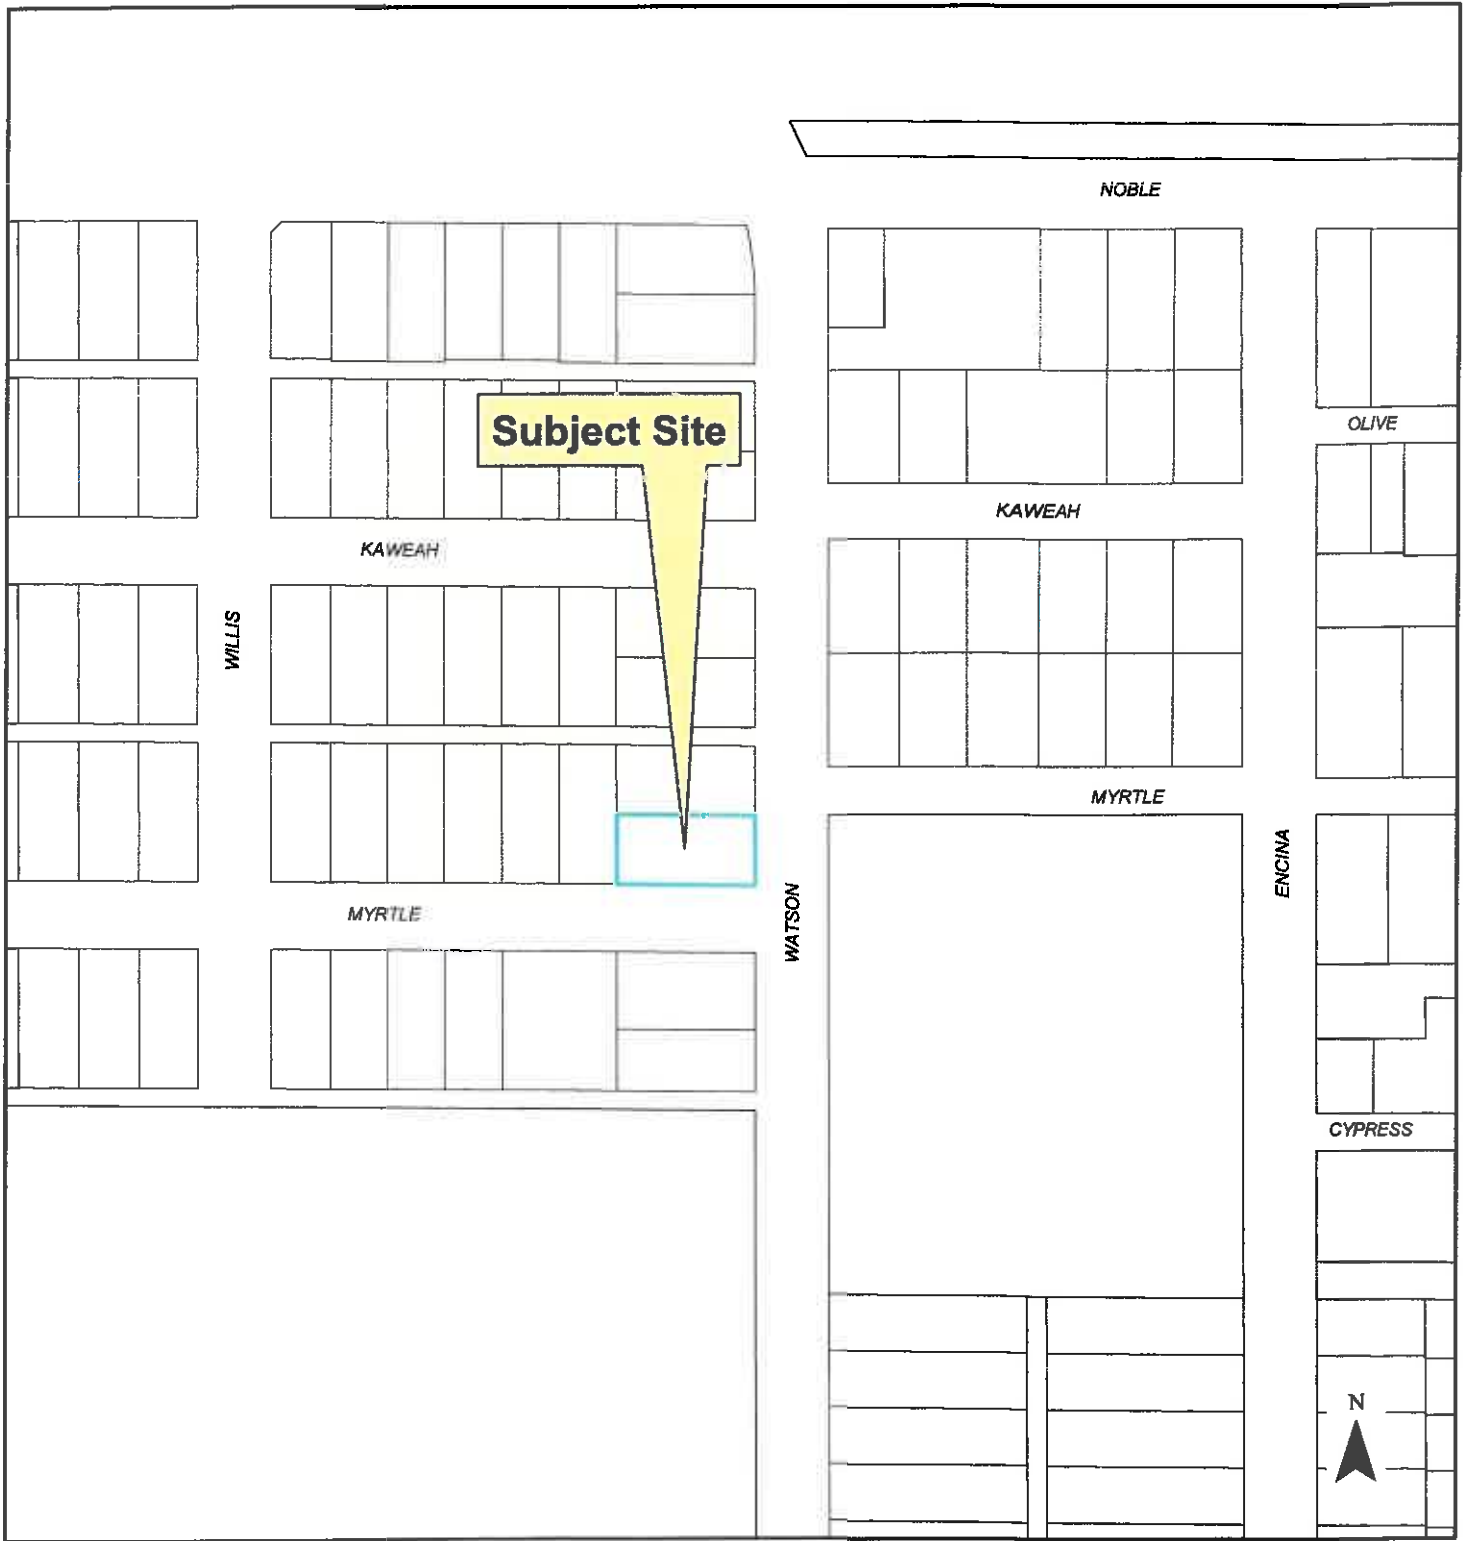 NOBLE
OLIVE
Subject Site
KAWEAH
KAWEAH
WILLIS
MYRTLE
ENCINA
MYRTLE
WATSON
CYPRESS
N